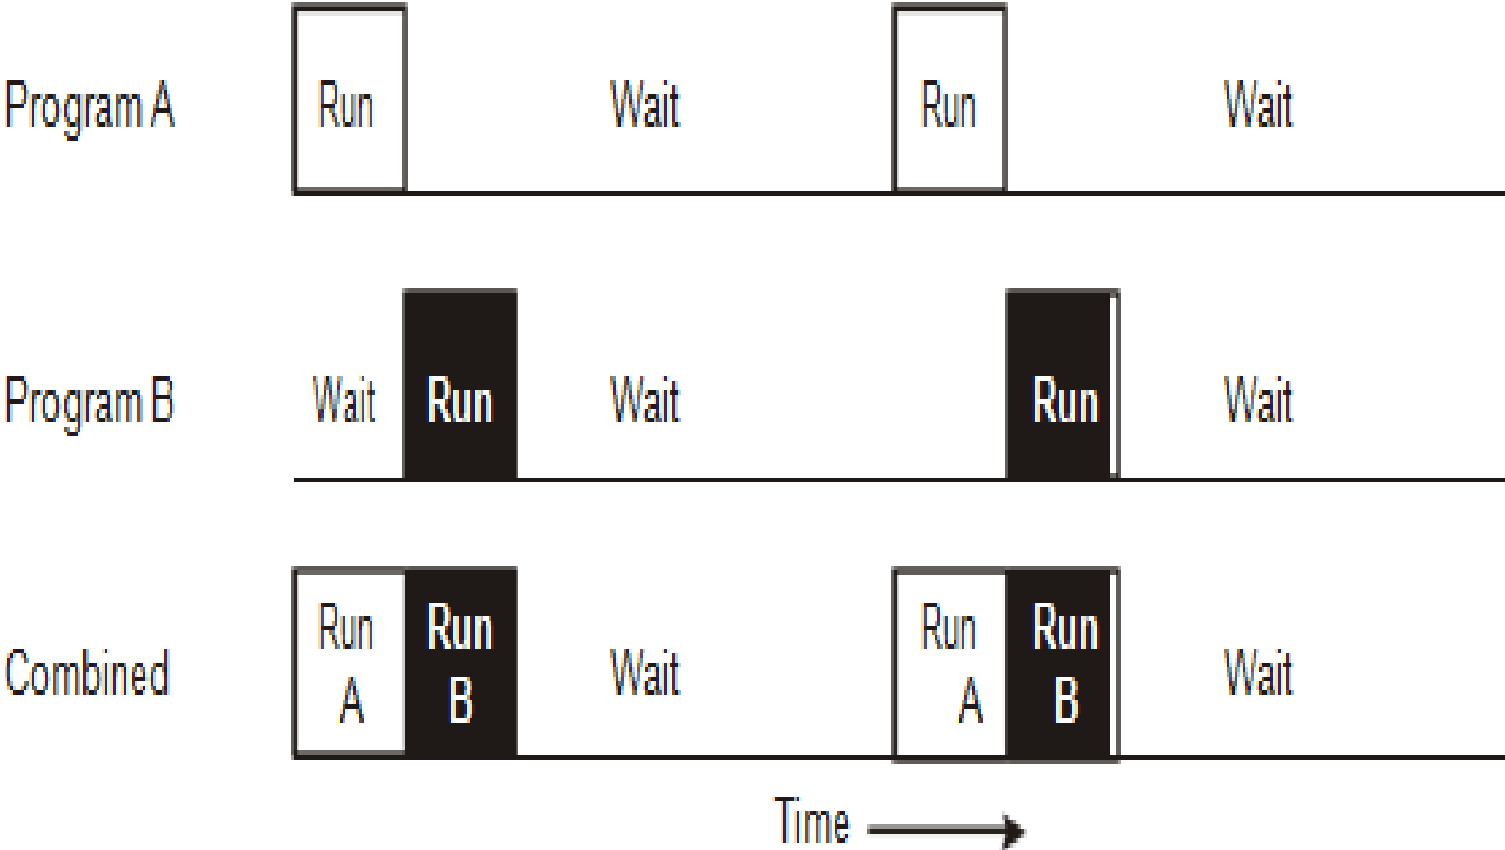 Program A Run Wait Run Wait
Program B Wait Run Wait Run Wait
Combined Run A Run B Wait Run A Run B Wait
Time